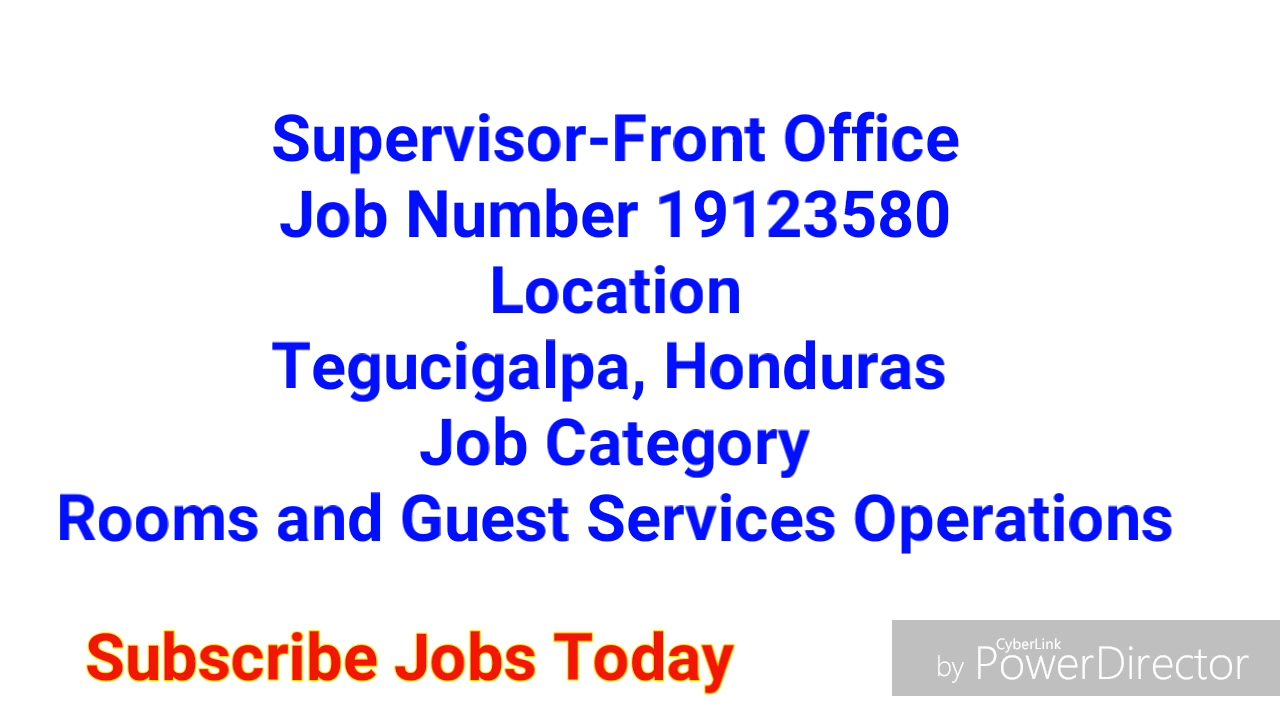 Supervisor-Front Office
Job Number 19123580
Location
Tegucigalpa, Honduras
Job Category
Rooms and Guest Services Operations
Subscribe Jobs Today
CyberLink
by PowerDirector